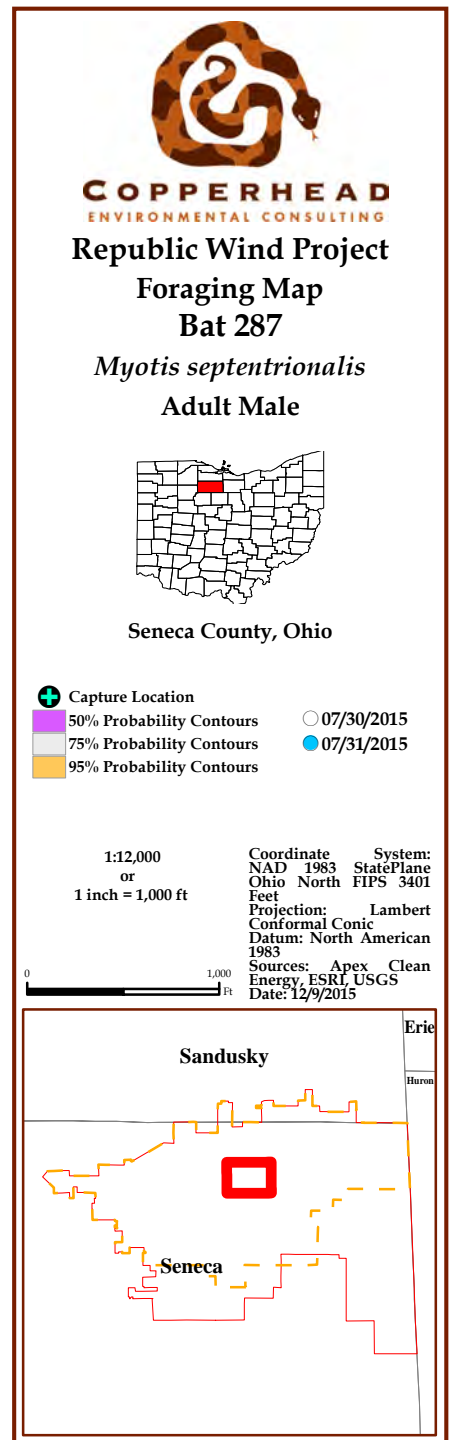 COPPERHEAD
ENVIRONMENTAL CONSULTING
Republic Wind Project
Foraging Map
Bat 287
Myotis septentrionalis
Adult Male
Seneca County, Ohio
Capture Location
50% Probability Contours
75% Probability Contours
95% Probability Contours
07/30/2015
07/31/2015
1:12,000
or
1 inch = 1,000 ft
0 1,000
Ft
Coordinate System:
NAD 1983 StatePlane
Ohio North FIPS 3401
Feet
Projection: Lambert
Conformal Conic
Datum: North American
1983
Sources: Apex Clean
Energy, ESRI, USGS
Date: 12/9/2015
Erie
Sandusky
Huron
Seneca